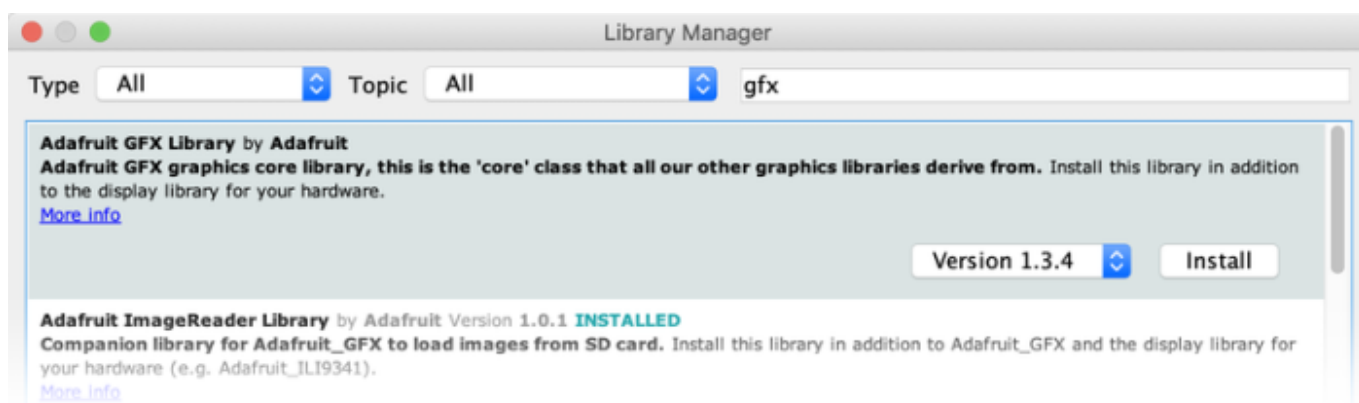 Library Manager
Type All Topic All gfx
Adafruit GFX Library by Adafruit
Adafruit GFX graphics core library, this is the 'core' class that all our other graphics libraries derive from. Install this library in addition
to the display library for your hardware.
More info
Version 1.3.4 Install
Adafruit ImageReader Library by Adafruit Version 1.0.1 INSTALLED
Companion library for Adafruit_GFX to load images from SD card. Install this library in addition to Adafruit_GFX and the display library for
your hardware (e.g. Adafruit_ILI9341).
More info